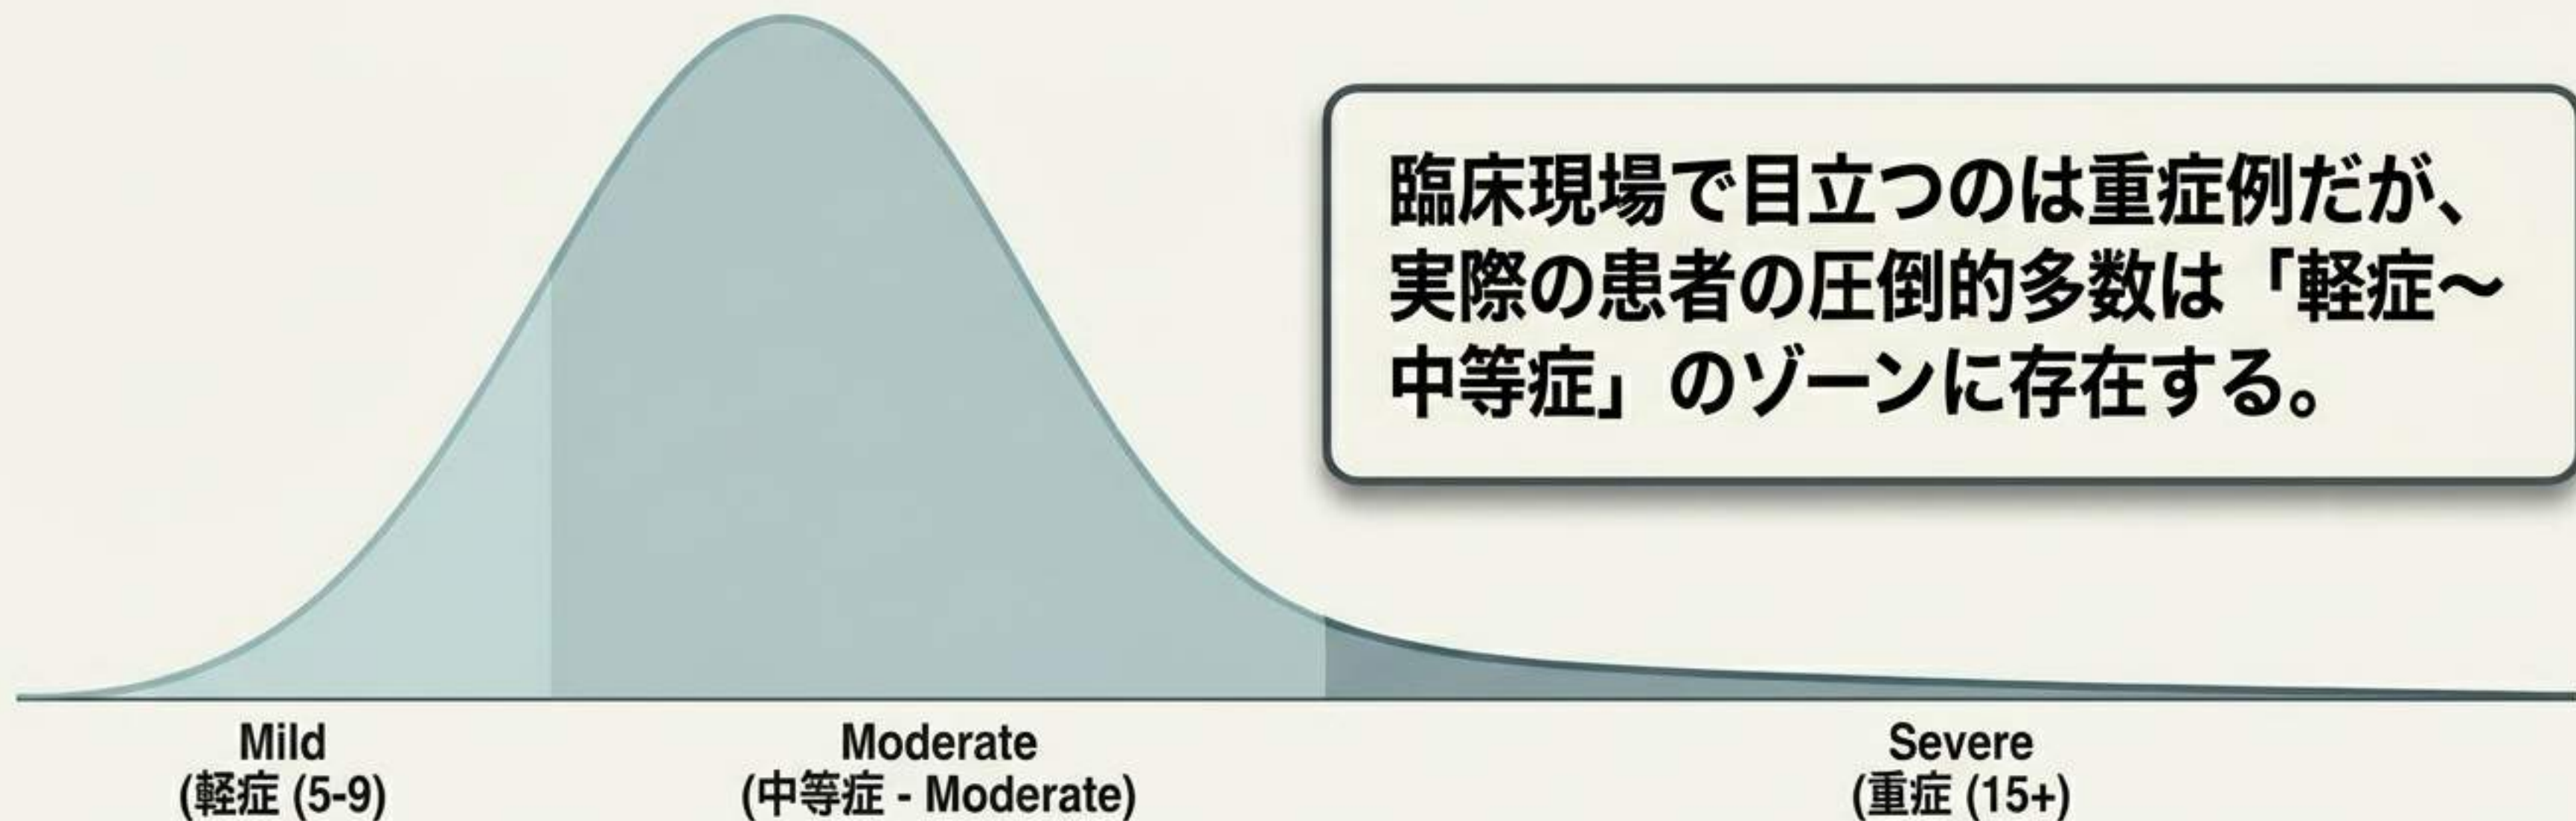 臨床現場で目立つのは重症例だが、
実際の患者の圧倒的多数は「軽症～
中等症」のゾーンに存在する。
Mild
(軽症 (5-9)
Moderate
(中等症 - Moderate)
Severe
(重症 (15+)